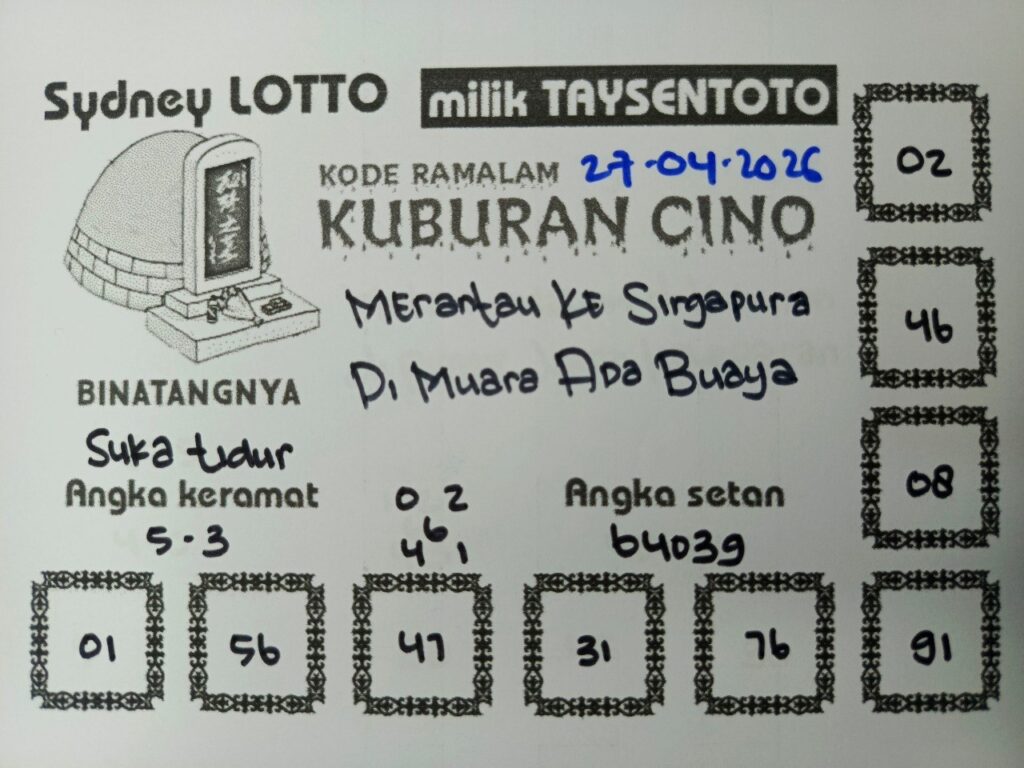 Sydney LOTTO milik TAYSENTOTO
KODE RAMALAM 27-04-2026
KUBURAN CINO
MErantau KE Singapura
Di Muara ADa Buaya
BINATANGNYA
Suka tidur
Angka keramat
5.3
0 2
6
4 1
Angka setan
64039
02
46
08
01 56 47 31 76 91